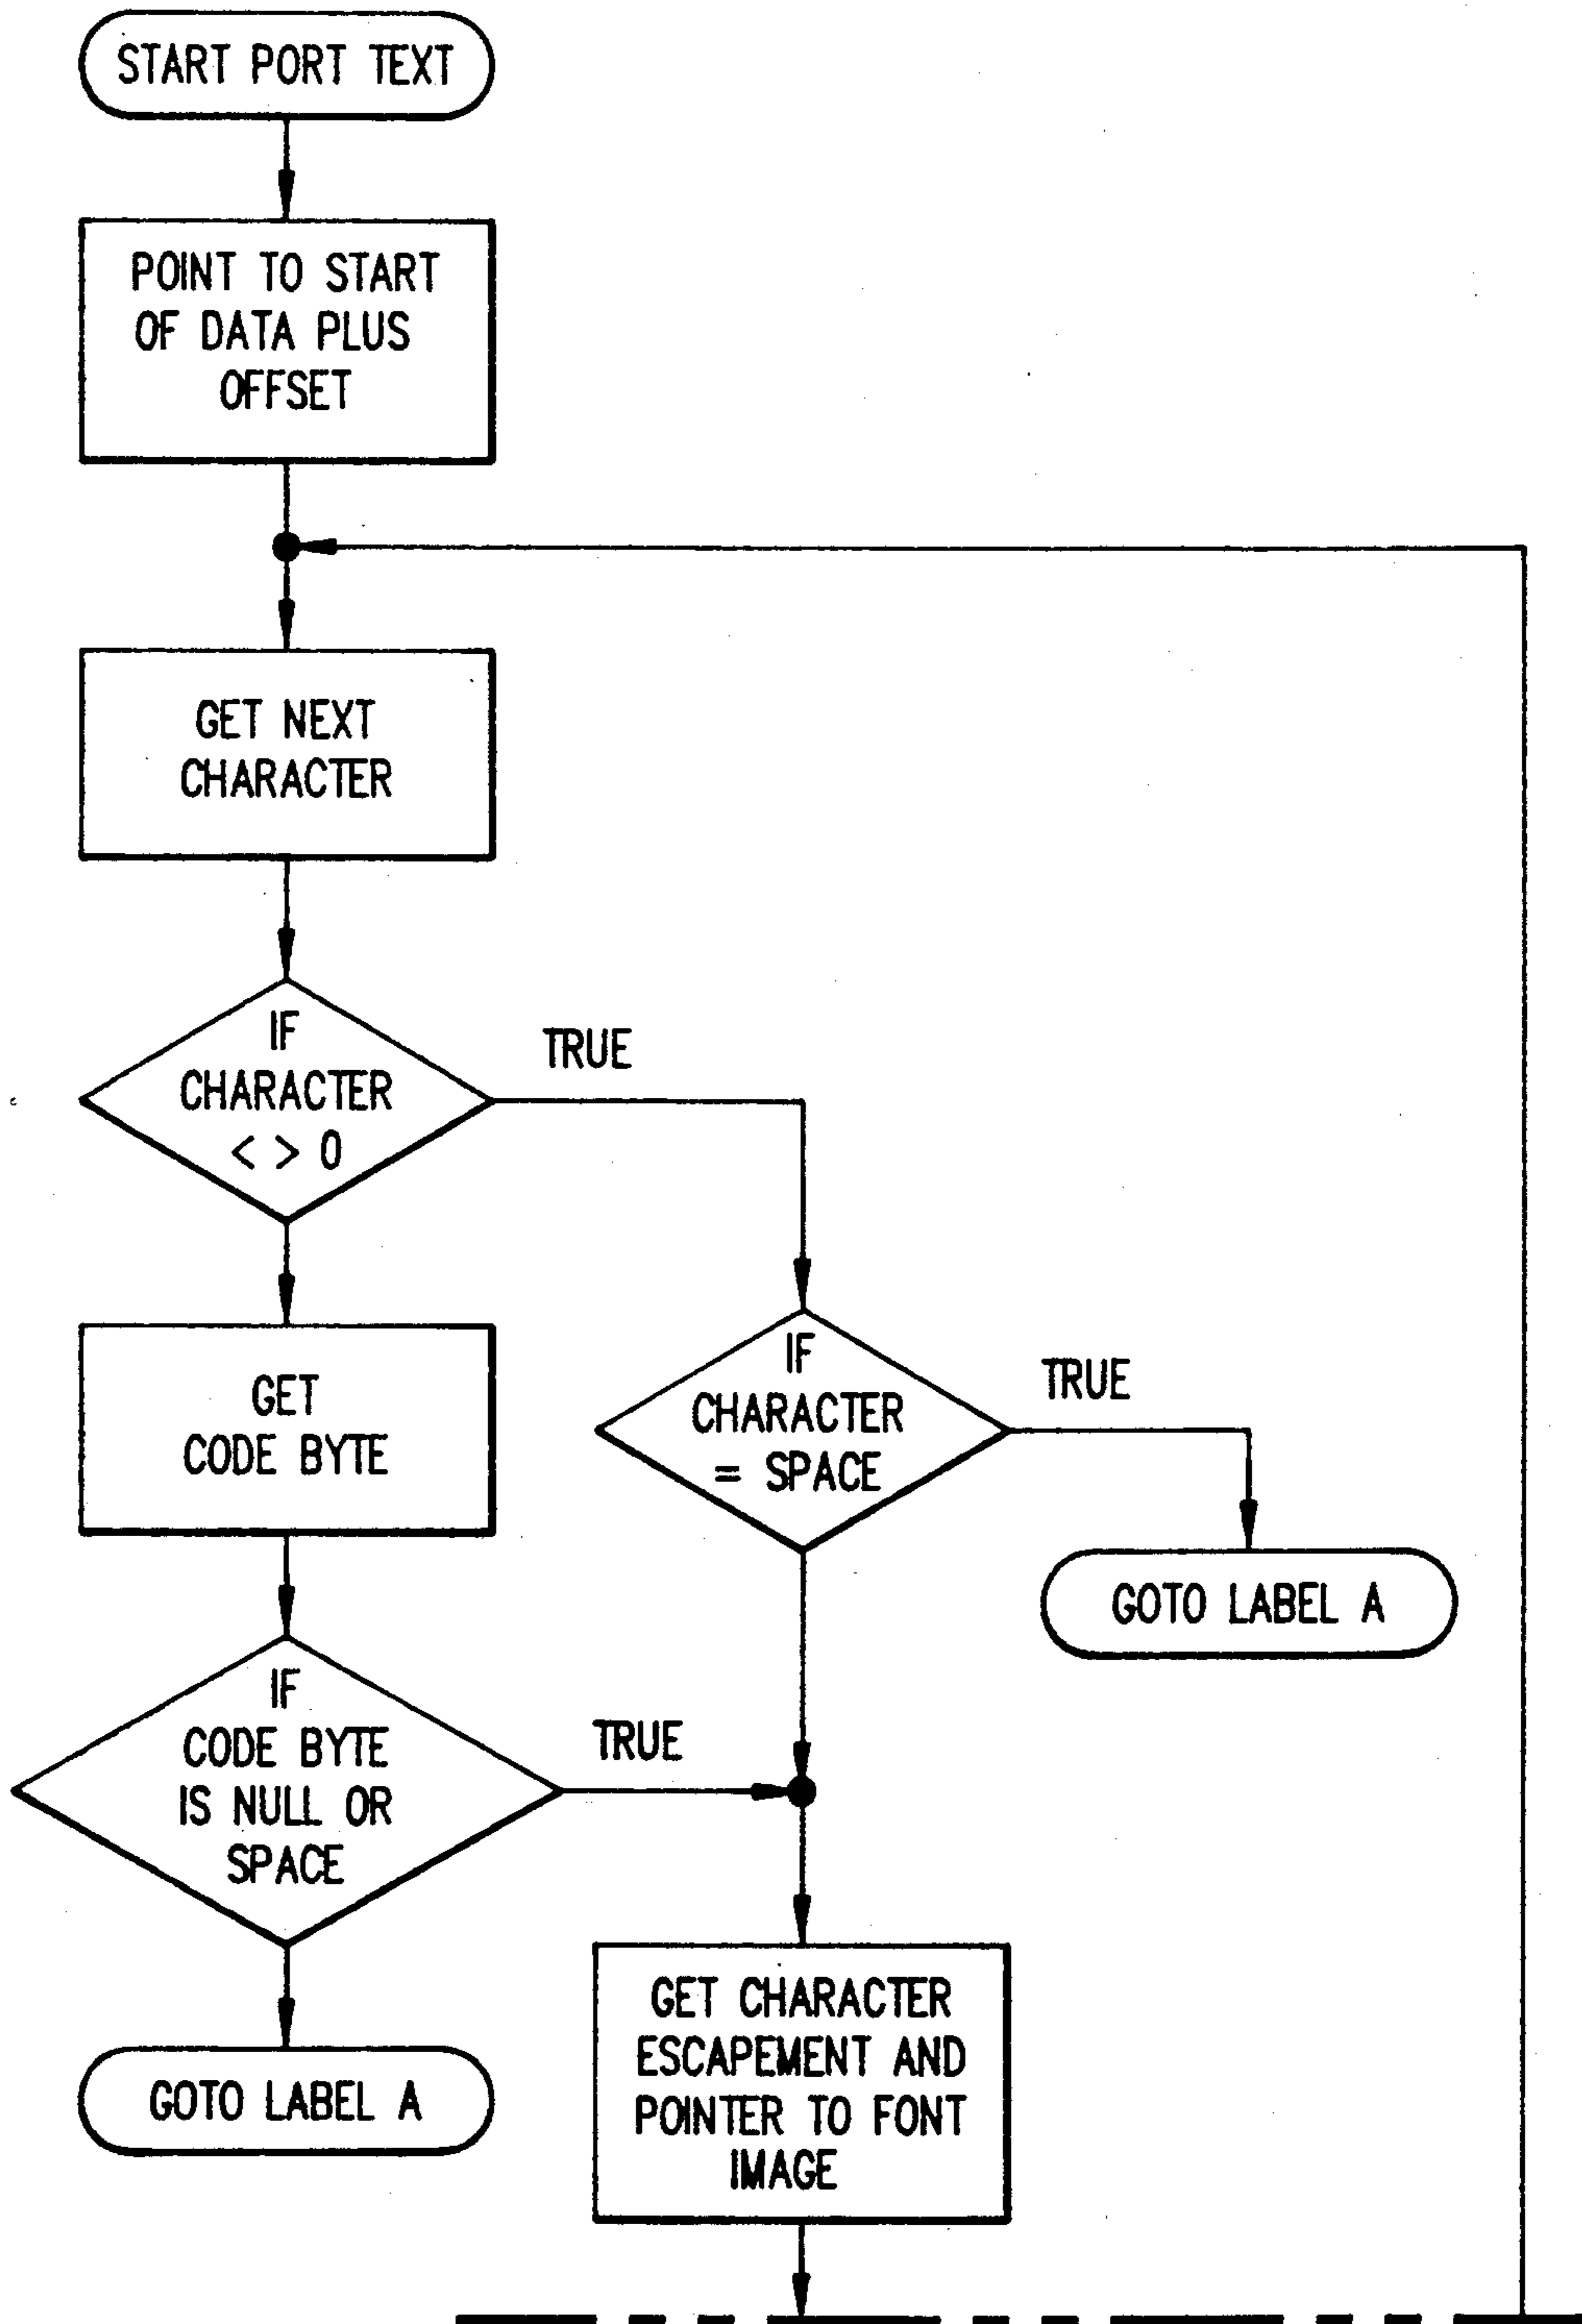 START PORT TEXT
POINT TO START
OF DATA PLUS
OFFSET
GET NEXT
CHARACTER
IF
CHARACTER
< > 0
TRUE
GET
CODE BYTE
IF
CHARACTER
= SPACE
TRUE
GOTO LABEL A
IF
CODE BYTE
IS NULL OR
SPACE
TRUE
GOTO LABEL A
GET CHARACTER
ESCAPEMENT AND
POINTER TO FONT
IMAGE